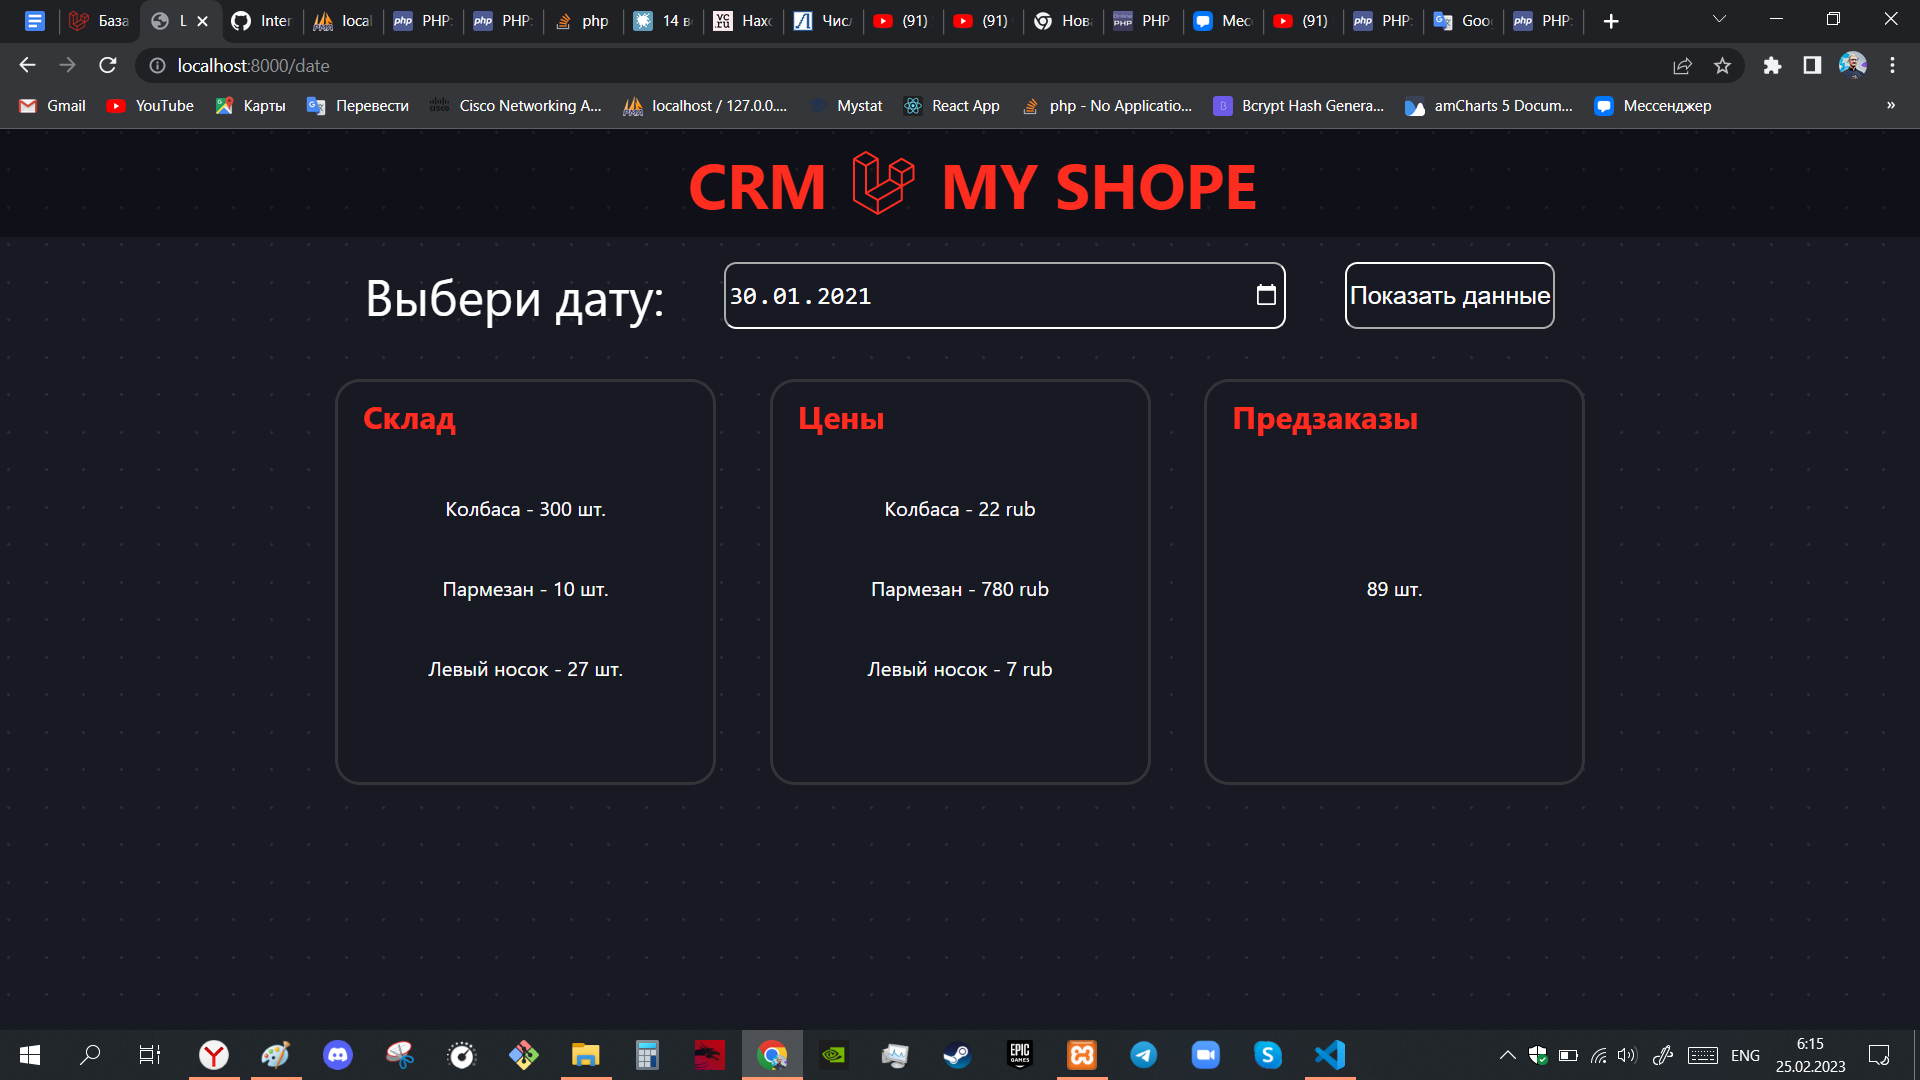 База
L
Inter
local
PHP:
PHP:
php
14 в
Нахо
Числ
(91)
(91)
Нова
PHP
Месс
(91)
PHP:
Goo
PHP:
localhost:8000/date
Gmail
YouTube
Карты
Перевести
Cisco Networking A...
localhost / 127.0.0....
Mystat
React App
php - No Applicatio...
Bcrypt Hash Genera...
amCharts 5 Docum...
Мессенджер
»
CRM MY SHOPE
Выбери дату:
30.01.2021
Показать данные
Склад
Колбаса - 300 шт.
Пармезан - 10 шт.
Левый носок - 27 шт.
Цены
Колбаса - 22 rub
Пармезан - 780 rub
Левый носок - 7 rub
Предзаказы
89 шт.
ENG
6:15
25.02.2023